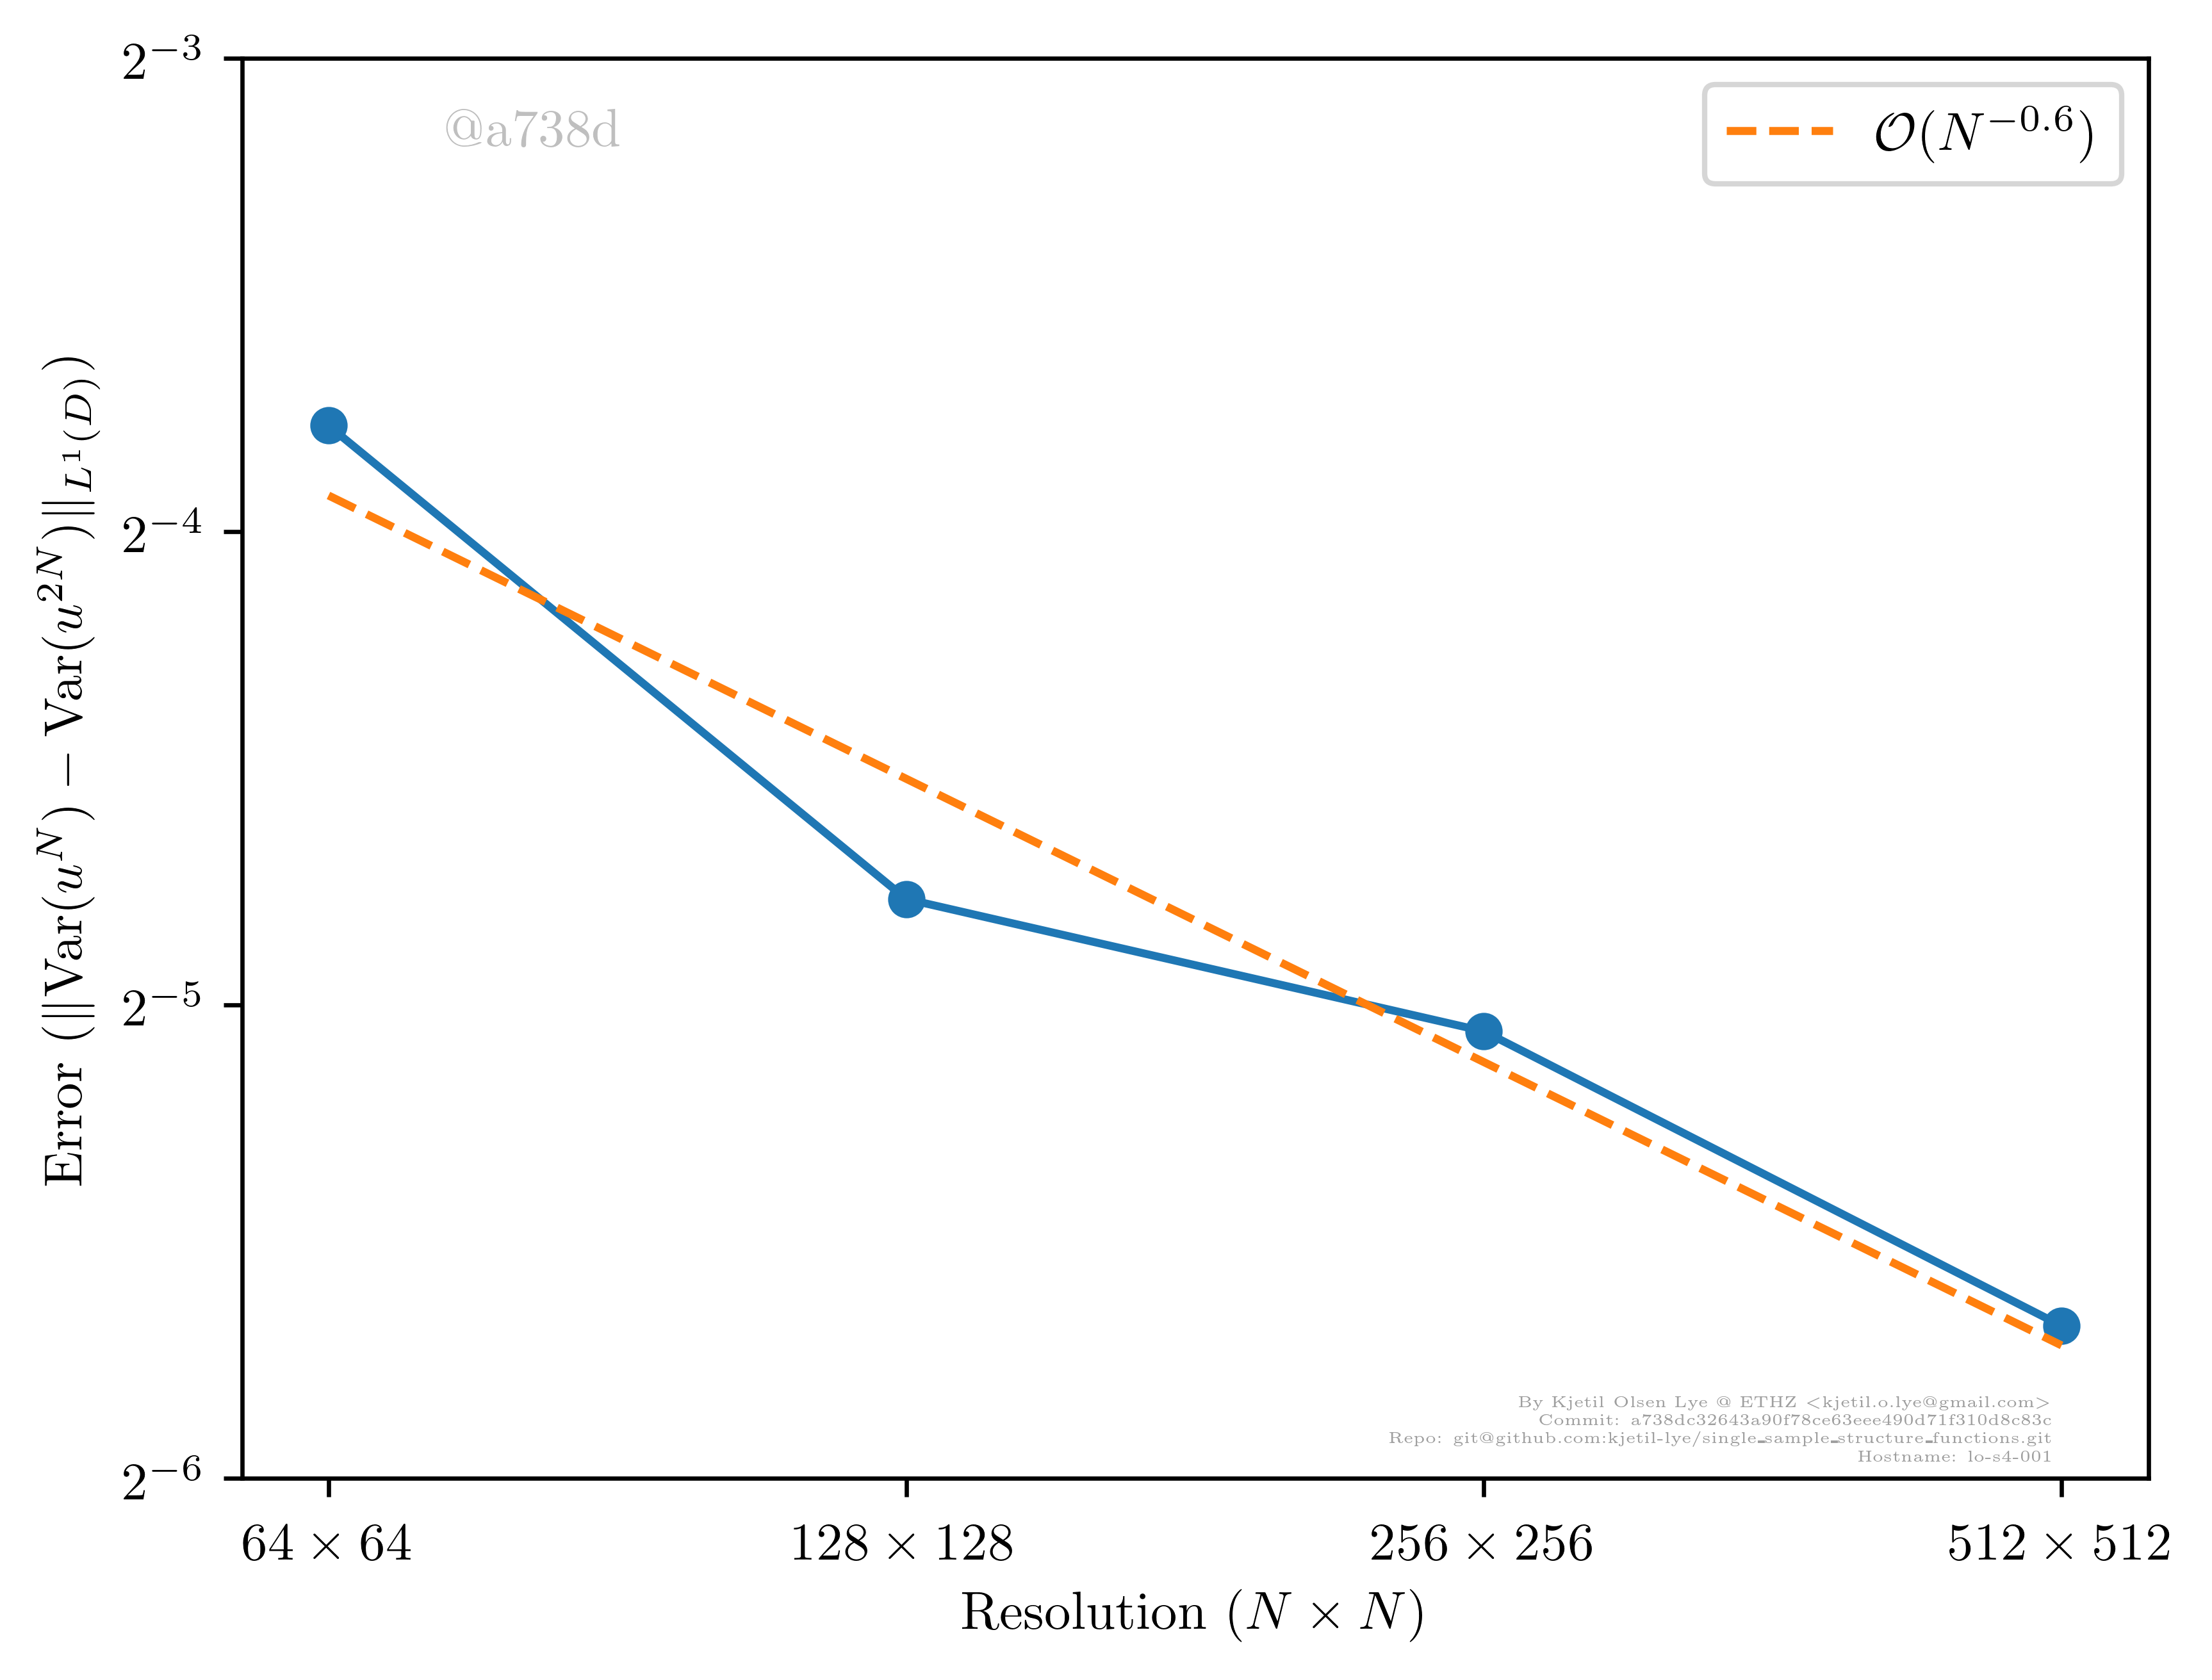 2^{-3}
@a738d
\mathcal{O}(N^{-0.6})
2^{-4}
2^{-5}
2^{-6}
Error (\|Var(u^N) − Var(u^{2N})\|_{L^1(D)})
By Kjetil Olsen Lye @ ETHZ <kjetil.o.lye@gmail.com>
Commit: a738dc32643a90f78ce63eee490d71f310d8c83c
Repo: git@github.com:kjetil-lye/single_sample_structure_functions.git
Hostname: lo-s4-001
64 × 64 128 × 128 256 × 256 512 × 512
Resolution (N × N)